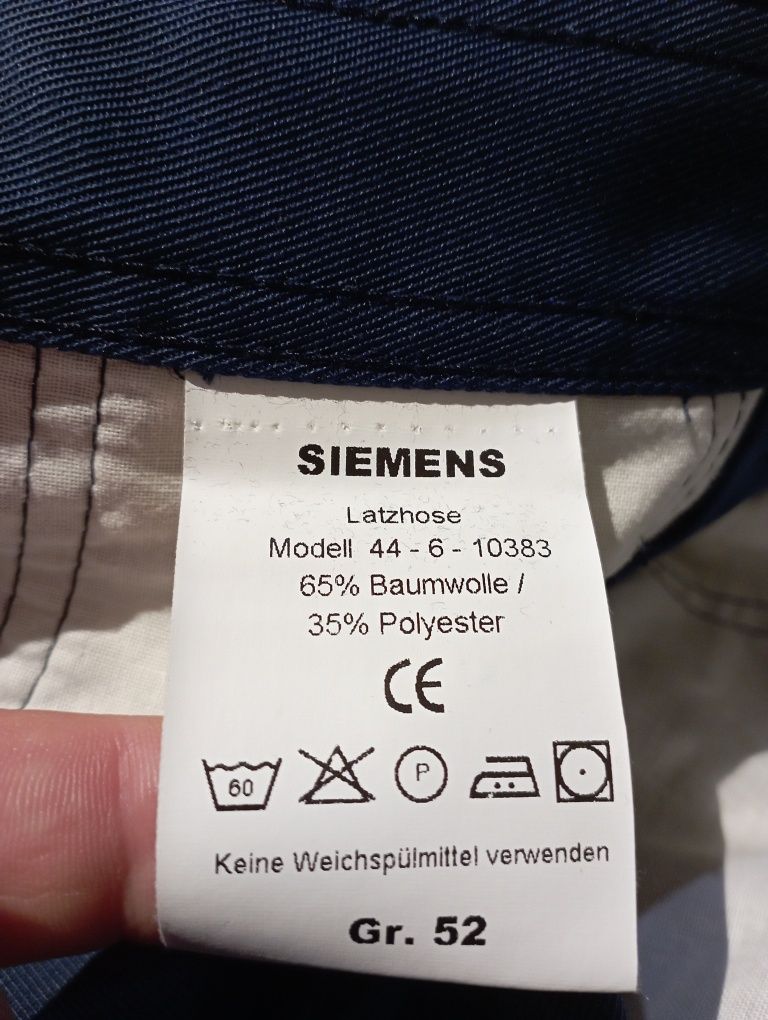 SIEMENS
Latzhose
Modell 44 - 6 - 10383
65% Baumwolle /
35% Polyester
CE
60 P
Keine Weichspülmittel verwenden
Gr. 52